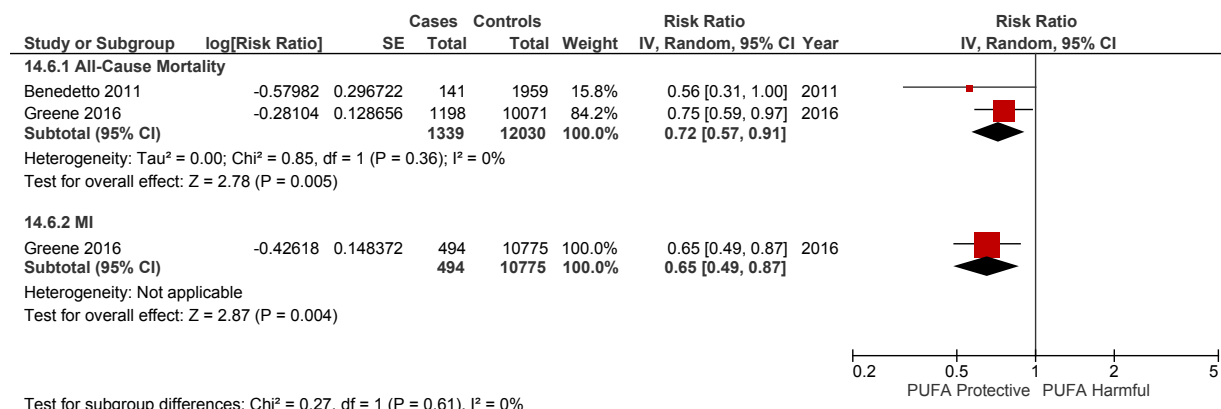 Cases Controls Risk Ratio Risk Ratio
Study or Subgroup log[Risk Ratio] SE Total Total Weight IV, Random, 95% CI Year IV, Random, 95% CI
14.6.1 All-Cause Mortality
Benedetto 2011 -0.57982 0.296722 141 1959 15.8% 0.56 [0.31, 1.00] 2011
Greene 2016 -0.28104 0.128656 1198 10071 84.2% 0.75 [0.59, 0.97] 2016
Subtotal (95% CI) 1339 12030 100.0% 0.72 [0.57, 0.91]
Heterogeneity: Tau² = 0.00; Chi² = 0.85, df = 1 (P = 0.36); I² = 0%
Test for overall effect: Z = 2.78 (P = 0.005)
14.6.2 MI
Greene 2016 -0.42618 0.148372 494 10775 100.0% 0.65 [0.49, 0.87] 2016
Subtotal (95% CI) 494 10775 100.0% 0.65 [0.49, 0.87]
Heterogeneity: Not applicable
Test for overall effect: Z = 2.87 (P = 0.004)
0.2 0.5 1 2 5
PUFA Protective PUFA Harmful
Test for subgroup differences: Chi² = 0.27, df = 1 (P = 0.61), I² = 0%